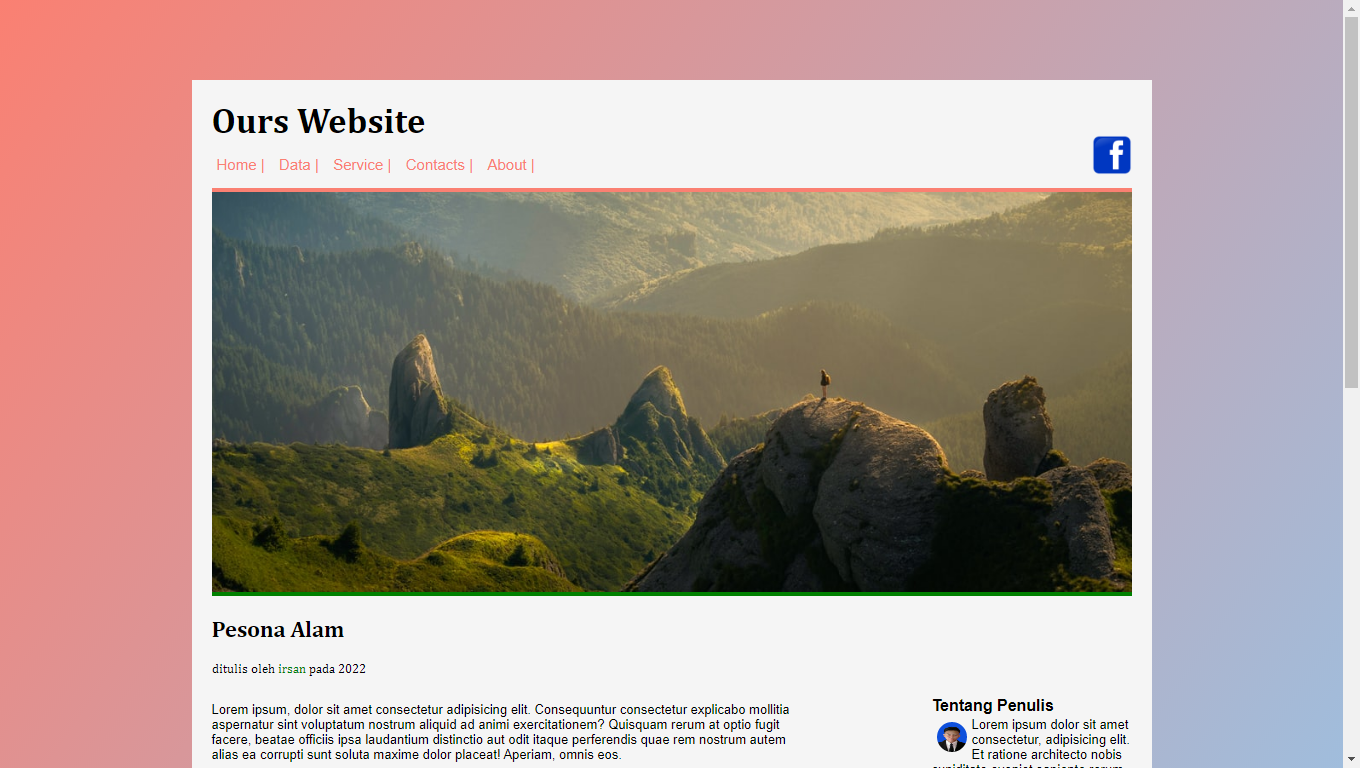 Ours Website
Home | Data | Service | Contacts | About |
f
Pesona Alam
ditulis oleh irsan pada 2022
Lorem ipsum, dolor sit amet consectetur adipisicing elit. Consequuntur consectetur explicabo mollitia
aspernatur sint voluptatum nostrum aliquid ad animi exercitationem? Quisquam rerum at optio fugit
facere, beatae officiis ipsa laudantium distinctio aut odit itaque perferendis quae rem nostrum autem
alias ea corrupti sunt soluta maxime dolor placeat! Aperiam, omnis eos.
Tentang Penulis
Lorem ipsum dolor sit amet
consectetur, adipisicing elit.
Et ratione architecto nobis